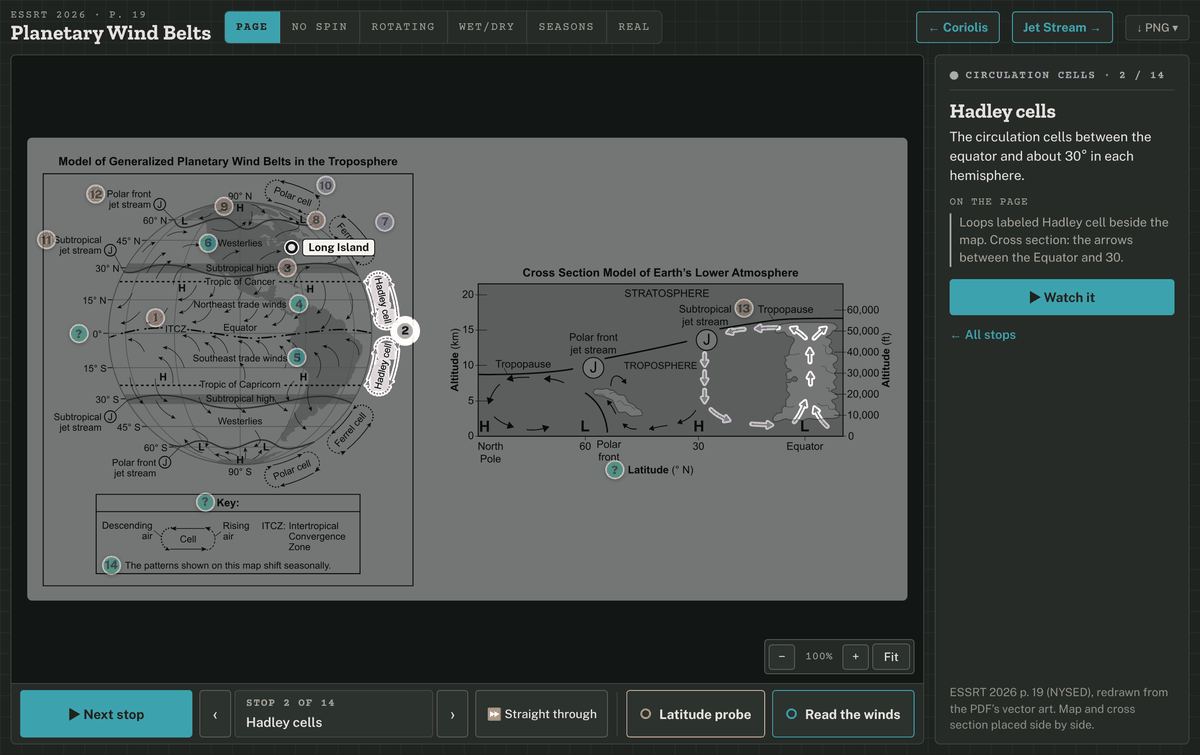 ESSRT 2026 · P. 19
Planetary Wind Belts
PAGE
NO SPIN
ROTATING
WET/DRY
SEASONS
REAL
← Coriolis
Jet Stream →
↓ PNG ▾
Model of Generalized Planetary Wind Belts in the Troposphere
12
Polar front
jet stream J
9
90° N
H
Polar cell
10
60° N
L
L
8
7
Ferrel
11
Subtropical
jet stream J
45° N
6
Westerlies
Long Island
30° N
Subtropical high
3
Tropic of Cancer
H
H
Hadley cell
15° N
Northeast trade winds
4
1
ITCZ
Equator
2
?
0°
Southeast trade winds
5
15° S
H
H
Hadley cell
Tropic of Capricorn
30° S
Subtropical high
Subtropical
jet stream J
45° S
Westerlies
Ferrel cell
60° S
L
L
H
Polar front
jet stream J
90° S
Polar cell
? Key:
Descending
air
Cell
Rising
air
ITCZ: Intertropical
Convergence
Zone
14 The patterns shown on this map shift seasonally.
Cross Section Model of Earth's Lower Atmosphere
STRATOSPHERE
20
15
10
5
0
Altitude (km)
Subtropical
jet stream
13
Tropopause
J
Polar front
jet stream
J
Tropopause
TROPOSPHERE
60,000
50,000
40,000
30,000
20,000
10,000
0
Altitude (ft)
H
L
H
L
North
Pole
60
Polar
front
30
Equator
? Latitude (° N)
−
100%
+
Fit
▶ Next stop
‹
STOP 2 OF 14
Hadley cells
›
⏩ Straight through
Latitude probe
Read the winds
CIRCULATION CELLS · 2 / 14
Hadley cells
The circulation cells between the
equator and about 30° in each
hemisphere.
ON THE PAGE
Loops labeled Hadley cell beside the
map. Cross section: the arrows
between the Equator and 30.
▶ Watch it
← All stops
ESSRT 2026 p. 19 (NYSED), redrawn from
the PDF's vector art. Map and cross
section placed side by side.